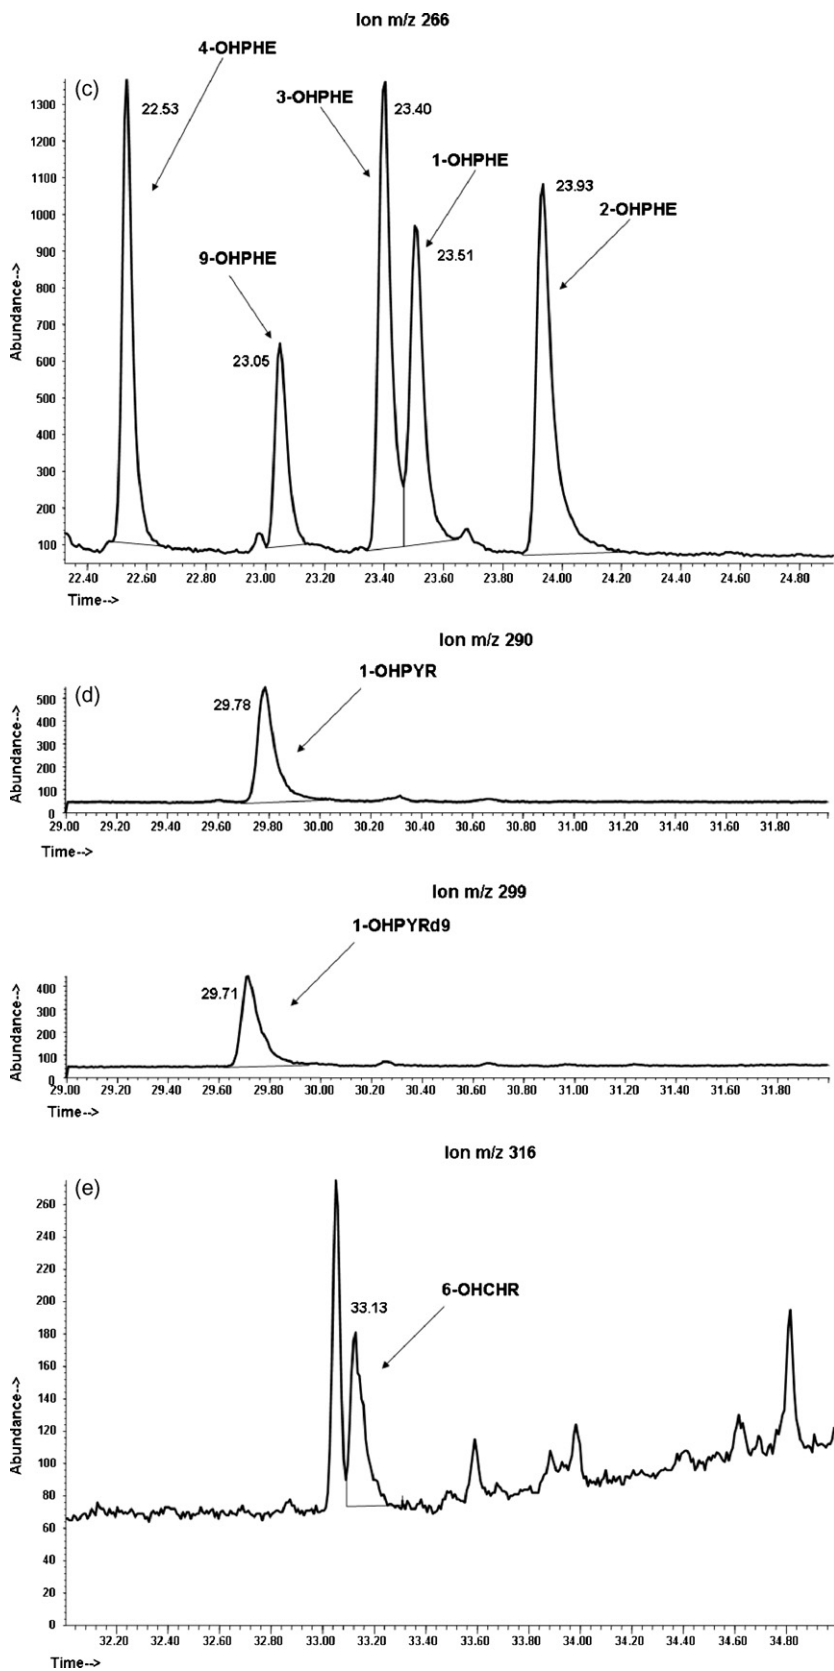 Ion m/z 266
(c)
4-OHPHE
22.53
3-OHPHE
23.40
1-OHPHE
23.51
23.93
2-OHPHE
9-OHPHE
23.05
Abundance-->
1300
1200
1100
1000
900
800
700
600
500
400
300
200
100
22.40 22.60 22.80 23.00 23.20 23.40 23.60 23.80 24.00 24.20 24.40 24.60 24.80
Time-->
Ion m/z 290
(d)
1-OHPYR
29.78
Abundance-->
500
400
300
200
100
0
29.00 29.20 29.40 29.60 29.80 30.00 30.20 30.40 30.60 30.80 31.00 31.20 31.40 31.60 31.80
Time-->
Ion m/z 299
1-OHPYRd9
29.71
Abundance-->
400
300
200
100
0
29.00 29.20 29.40 29.60 29.80 30.00 30.20 30.40 30.60 30.80 31.00 31.20 31.40 31.60 31.80
Time-->
Ion m/z 316
(e)
6-OHCHR
33.13
Abundance-->
260
240
220
200
180
160
140
120
100
80
60
40
20
0
32.20 32.40 32.60 32.80 33.00 33.20 33.40 33.60 33.80 34.00 34.20 34.40 34.60 34.80
Time-->